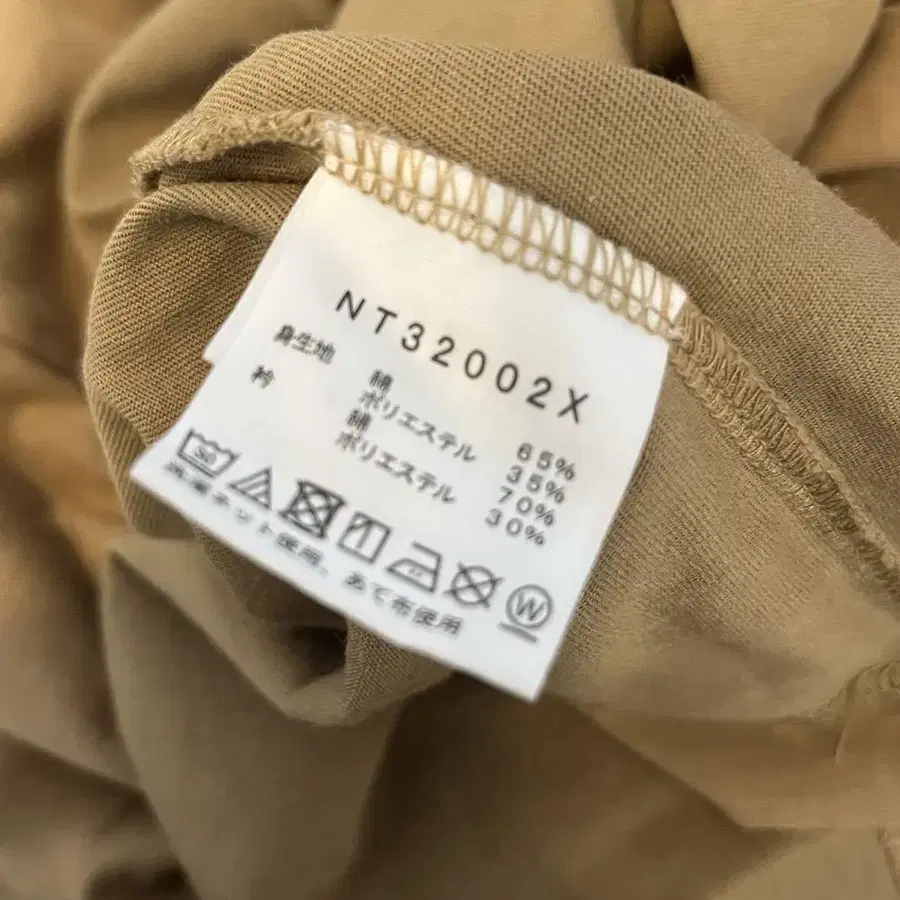 NT32002X
身生地 綿 65%
ポリエステル 35%
衿 綿 70%
ポリエステル 30%
W
洗濯ネット使用、あて布使用